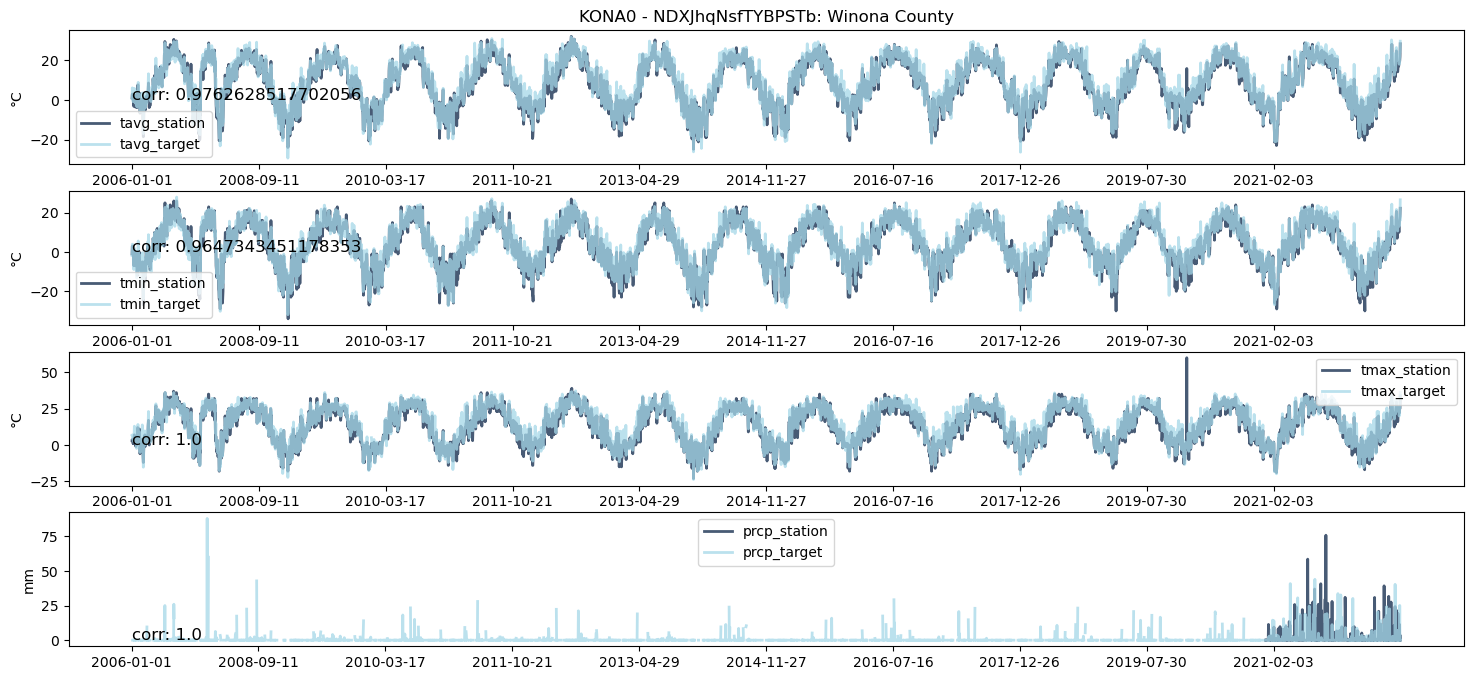 KONA0 - NDXJhqNsfTYBPSTb: Winona County
20
0
−20
°C
corr: 0.9762628517702056
tavg_station
tavg_target
2006-01-01 2008-09-11 2010-03-17 2011-10-21 2013-04-29 2014-11-27 2016-07-16 2017-12-26 2019-07-30 2021-02-03
20
0
−20
°C
corr: 0.9647343451178353
tmin_station
tmin_target
2006-01-01 2008-09-11 2010-03-17 2011-10-21 2013-04-29 2014-11-27 2016-07-16 2017-12-26 2019-07-30 2021-02-03
50
25
0
−25
°C
corr: 1.0
tmax_station
tmax_target
2006-01-01 2008-09-11 2010-03-17 2011-10-21 2013-04-29 2014-11-27 2016-07-16 2017-12-26 2019-07-30 2021-02-03
75
50
25
0
mm
corr: 1.0
prcp_station
prcp_target
2006-01-01 2008-09-11 2010-03-17 2011-10-21 2013-04-29 2014-11-27 2016-07-16 2017-12-26 2019-07-30 2021-02-03